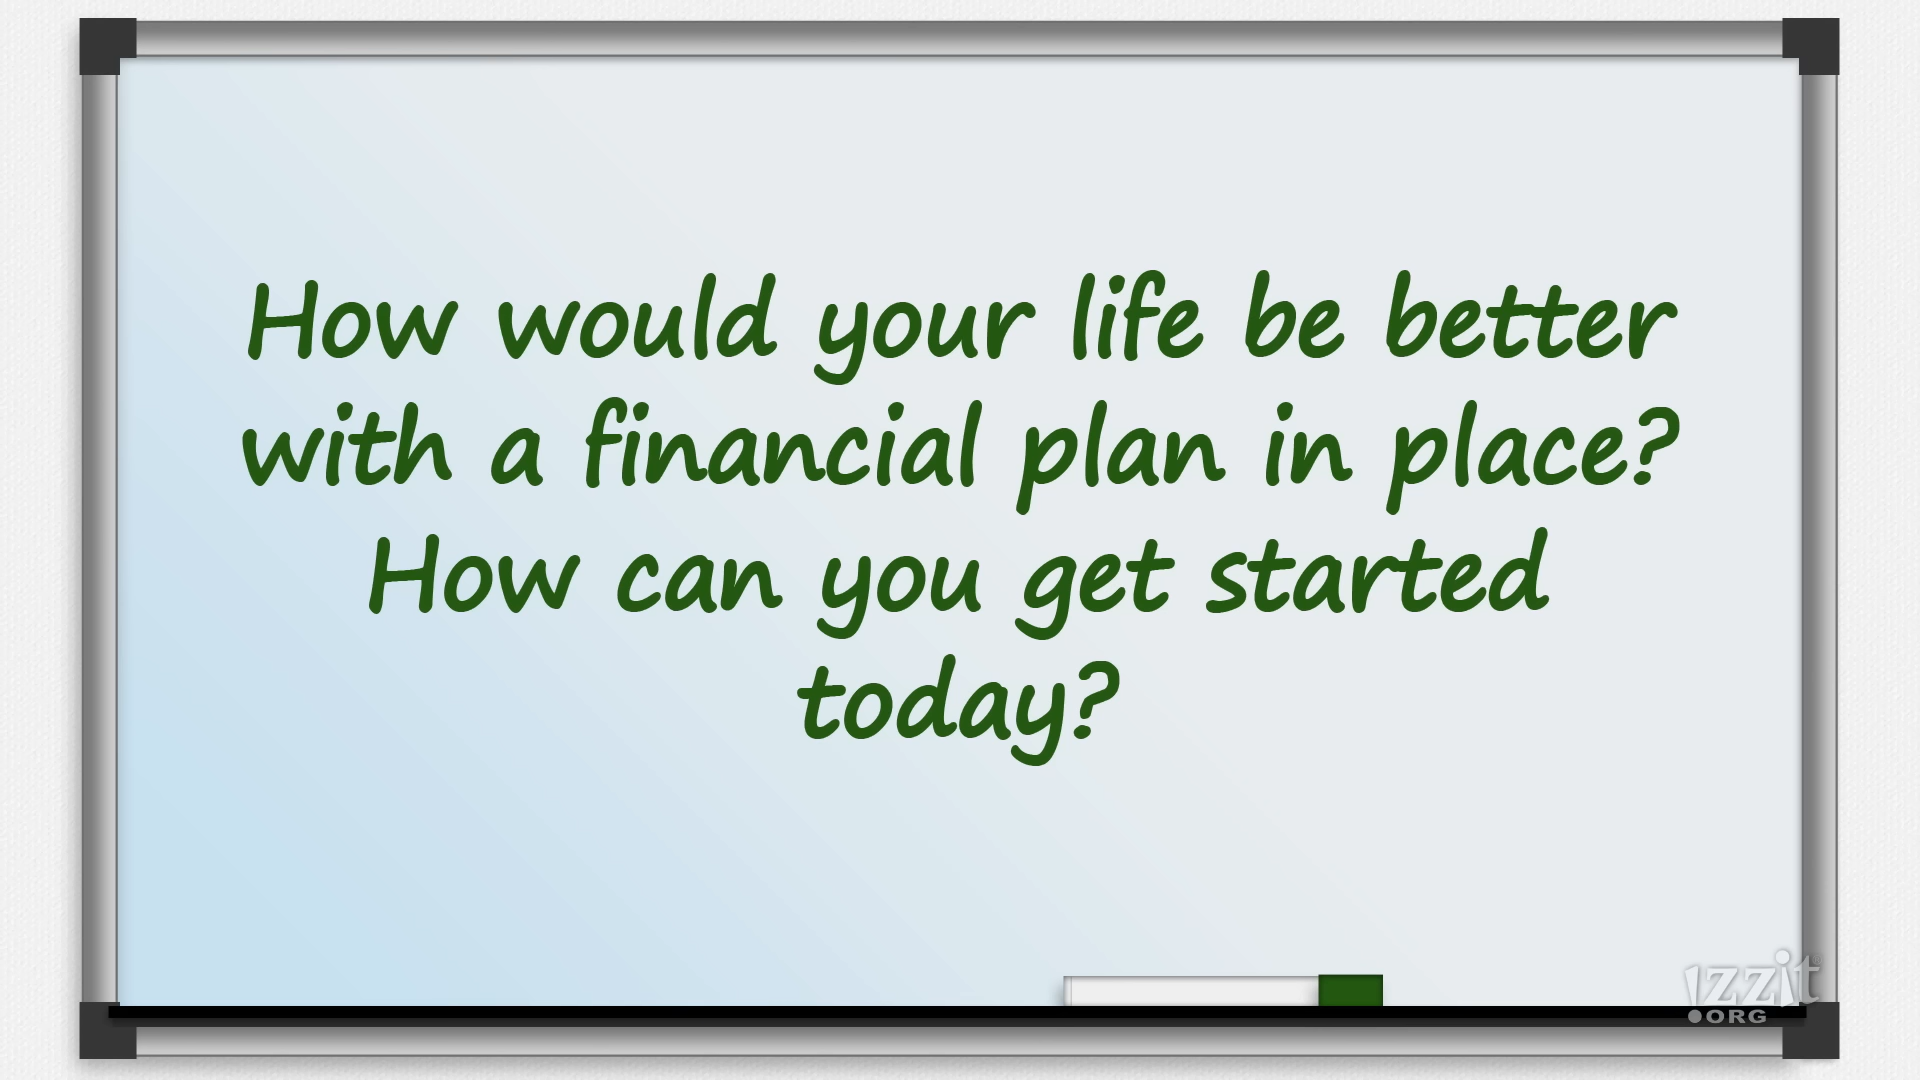 How would your life be better
with a financial plan in place?
How can you get started
today?
izzit
.ORG